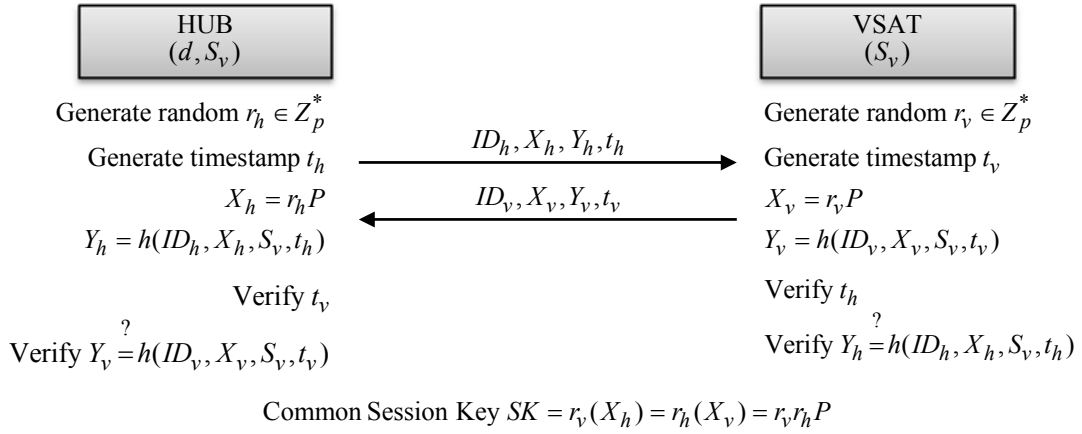 HUB
(d, S_v)
VSAT
(S_v)
Generate random r_h ∈ Z_p^*
Generate random r_v ∈ Z_p^*
Generate timestamp t_h
ID_h, X_h, Y_h, t_h
Generate timestamp t_v
X_h = r_h P
ID_v, X_v, Y_v, t_v
X_v = r_v P
Y_h = h(ID_h, X_h, S_v, t_h)
Y_v = h(ID_v, X_v, S_v, t_v)
Verify t_v
Verify t_h
Verify Y_v ?= h(ID_v, X_v, S_v, t_v)
Verify Y_h ?= h(ID_h, X_h, S_v, t_h)
Common Session Key SK = r_v(X_h) = r_h(X_v) = r_v r_h P